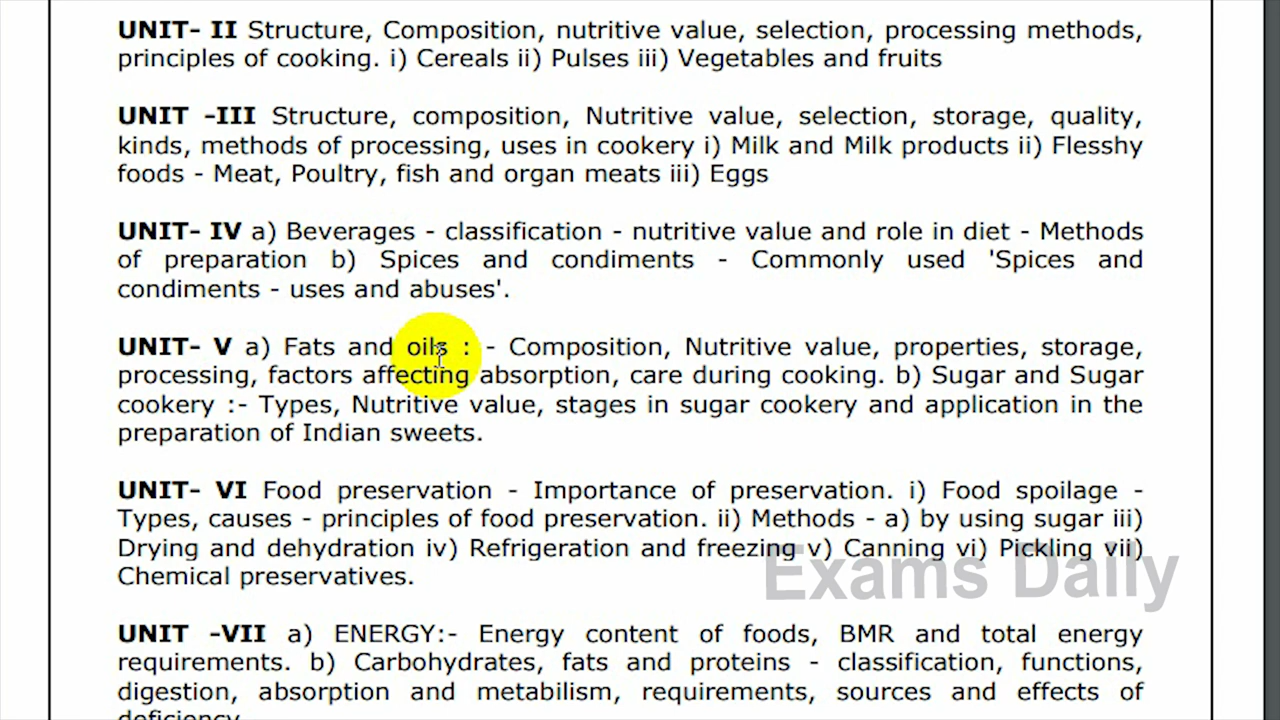 UNIT- II Structure, Composition, nutritive value, selection, processing methods,
principles of cooking. i) Cereals ii) Pulses iii) Vegetables and fruits
UNIT -III Structure, composition, Nutritive value, selection, storage, quality,
kinds, methods of processing, uses in cookery i) Milk and Milk products ii) Flesshy
foods - Meat, Poultry, fish and organ meats iii) Eggs
UNIT- IV a) Beverages - classification - nutritive value and role in diet - Methods
of preparation b) Spices and condiments - Commonly used 'Spices and
condiments - uses and abuses'.
UNIT- V a) Fats and oils : - Composition, Nutritive value, properties, storage,
processing, factors affecting absorption, care during cooking. b) Sugar and Sugar
cookery :- Types, Nutritive value, stages in sugar cookery and application in the
preparation of Indian sweets.
UNIT- VI Food preservation - Importance of preservation. i) Food spoilage -
Types, causes - principles of food preservation. ii) Methods - a) by using sugar iii)
Drying and dehydration iv) Refrigeration and freezing v) Canning vi) Pickling vii)
Chemical preservatives.
Exams Daily
UNIT -VII a) ENERGY:- Energy content of foods, BMR and total energy
requirements. b) Carbohydrates, fats and proteins - classification, functions,
digestion, absorption and metabilism, requirements, sources and effects of
deficiency